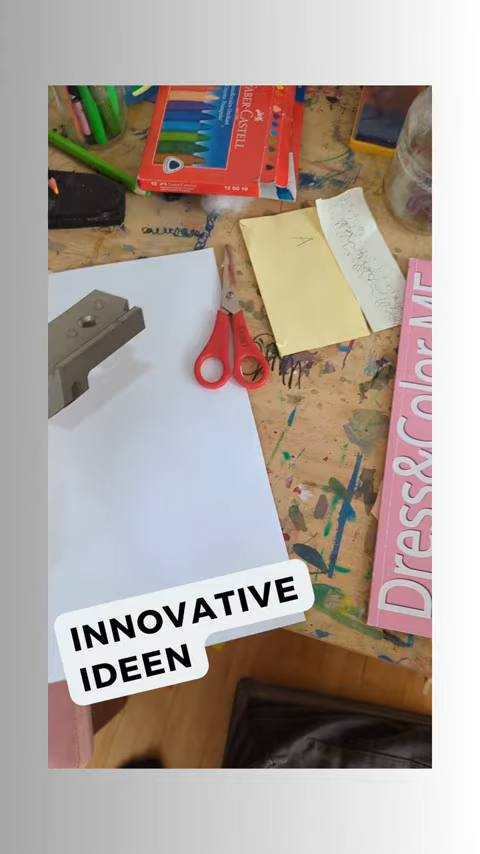 FABER-CASTELL
12 00 10
A
Dress&Color ME
INNOVATIVE
IDEEN